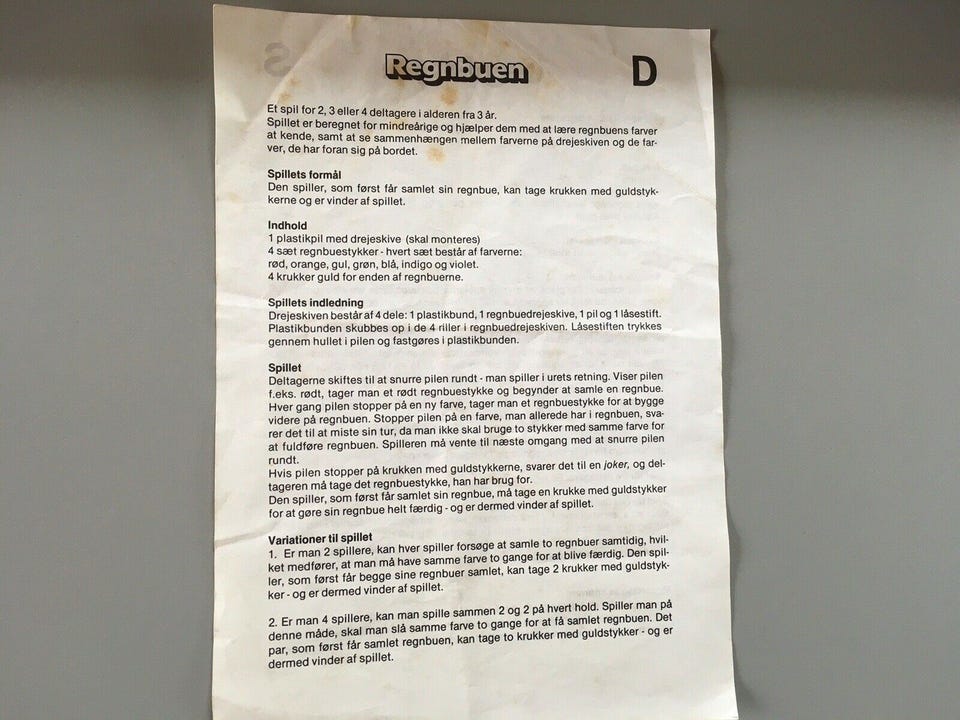 Regnbuen
D
Et spil for 2, 3 eller 4 deltagere i alderen fra 3 år.
Spillet er beregnet for mindreårige og hjælper dem med at lære regnbuens farver
at kende, samt at se sammenhængen mellem farverne på drejeskiven og de far-
ver, de har foran sig på bordet.
Spillets formål
Den spiller, som først får samlet sin regnbue, kan tage krukken med guldstyk-
kerne og er vinder af spillet.
Indhold
1 plastikpil med drejeskive (skal monteres)
4 sæt regnbuestykker - hvert sæt består af farverne:
rød, orange, gul, grøn, blå, indigo og violet.
4 krukker guld for enden af regnbuerne.
Spillets indledning
Drejeskiven består af 4 dele: 1 plastikbund, 1 regnbuedrejeskive, 1 pil og 1 låsestift.
Plastikbunden skubbes op i de 4 riller i regnbuedrejeskiven. Låsestiften trykkes
gennem hullet i pilen og fastgøres i plastikbunden.
Spillet
Deltagerne skiftes til at snurre pilen rundt - man spiller i urets retning. Viser pilen
f.eks. rødt, tager man et rødt regnbuestykke og begynder at samle en regnbue.
Hver gang pilen stopper på en ny farve, tager man et regnbuestykke for at bygge
videre på regnbuen. Stopper pilen på en farve, man allerede har i regnbuen, sva-
rer det til at miste sin tur, da man ikke skal bruge to stykker med samme farve for
at fuldføre regnbuen. Spilleren må vente til næste omgang med at snurre pilen
rundt.
Hvis pilen stopper på krukken med guldstykkerne, svarer det til en joker, og del-
tageren må tage det regnbuestykke, han har brug for.
Den spiller, som først får samlet sin regnbue, må tage en krukke med guldstykker
for at gøre sin regnbue helt færdig - og er dermed vinder af spillet.
Variationer til spillet
1. Er man 2 spillere, kan hver spiller forsøge at samle to regnbuer samtidig, hvil-
ket medfører, at man må have samme farve to gange for at blive færdig. Den spil-
ler, som først får begge sine regnbuer samlet, kan tage 2 krukker med guldstyk-
ker - og er dermed vinder af spillet.
2. Er man 4 spillere, kan man spille sammen 2 og 2 på hvert hold. Spiller man på
denne måde, skal man slå samme farve to gange for at få samlet regnbuen. Det
par, som først får samlet regnbuen, kan tage to krukker med guldstykker - og er
dermed vinder af spillet.